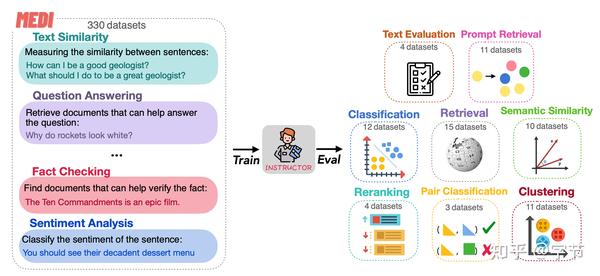 MEDI
330 datasets
Text Similarity
Measuring the similarity between sentences:
How can I be a good geologist?
What should I do to be a great geologist?
Question Answering
Retrieve documents that can help answer
the question:
Why do rockets look white?
...
Fact Checking
Find documents that can help verify the fact:
The Ten Commandments is an epic film.
Sentiment Analysis
Classify the sentiment of the sentence:
You should see their decadent dessert menu
Train
INSTRUCTOR
Eval
Text Evaluation
4 datasets
Prompt Retrieval
11 datasets
Classification
12 datasets
Retrieval
15 datasets
Semantic Similarity
10 datasets
Reranking
4 datasets
Pair Classification
3 datasets
Clustering
11 datasets
知乎 @字节